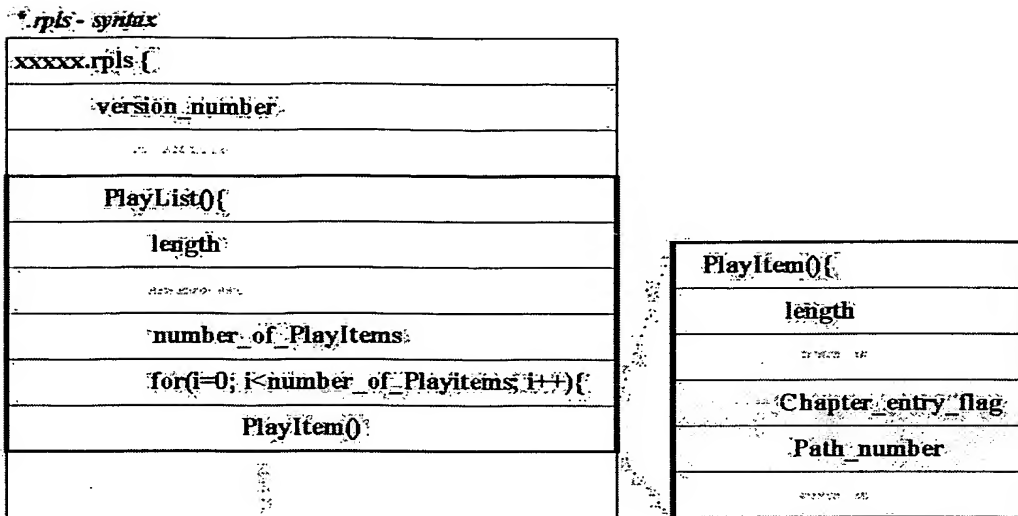 *.rpls - syntax
xxxxx.rpls {
version_number
PlayList(){
length
number_of_PlayItems
for(i=0; i<number_of_Playitems; i++){
PlayItem()
PlayItem(){
length
Chapter_entry_flag
Path_number